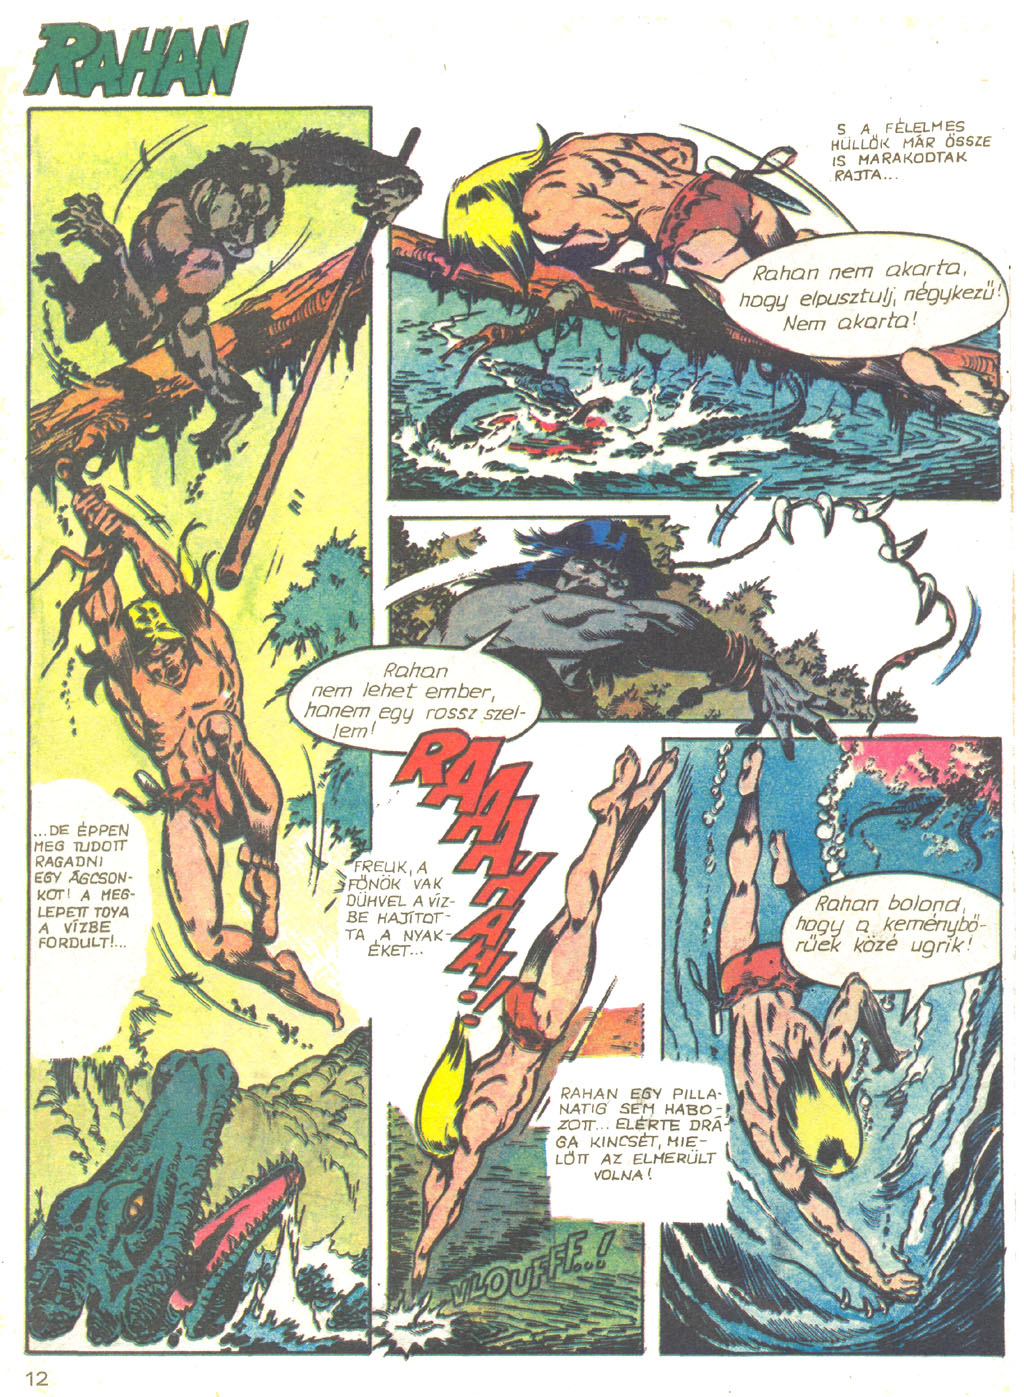 RAHAN
...DE ÉPPEN
MEG TUDOTT
RAGADNI
EGY ÁGCSON-
KOT! A MEG-
LEPETT TOYA
A VÍZBE
FORDULT!...
S A FÉLELMES
HÜLLŐK MÁR ÖSSZE
IS MARAKODTAK
RAJTA...
Rahan nem akarta,
hogy elpusztulj, négykezű!
Nem akarta!
Rahan
nem lehet ember,
hanem egy rossz szel-
lem!
FREUK, A
FŐNÖK VAK
DÜHVEL A VÍZ-
BE HAJÍTOT-
TA A NYAK-
ÉKET...
RAAAHAHAH!
VLOUFFF...!
RAHAN EGY PILLA-
NATIG SEM HABO-
ZOTT... ELÉRTE DRÁ-
GA KINCSÉT, MIE-
LŐTT AZ ELMERÜLT
VOLNA!
Rahan bolond,
hogy a keménybő-
rűek közé ugrik!
12